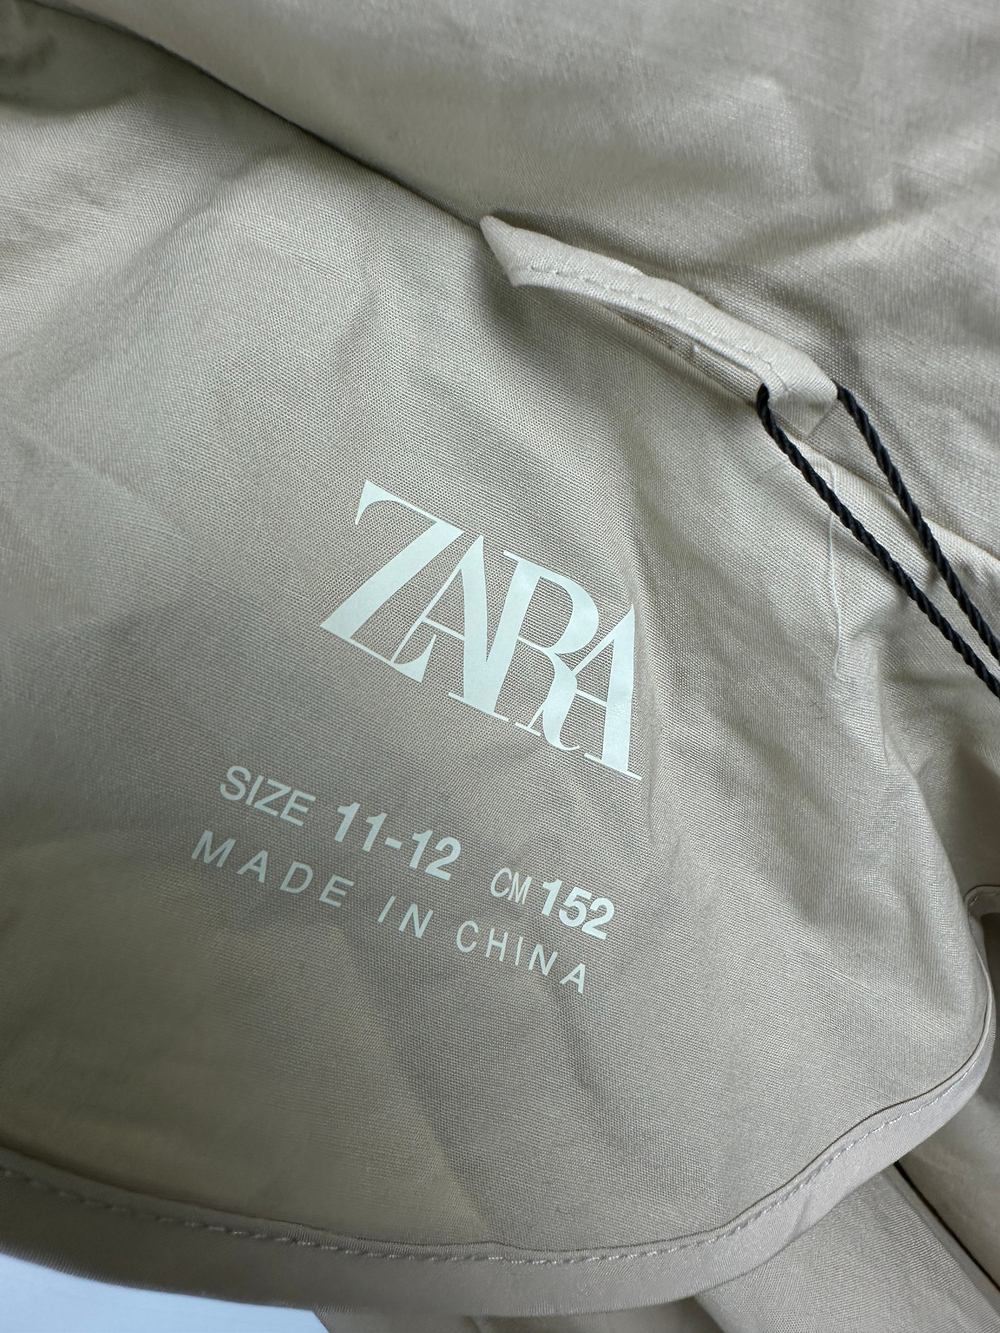 ZARA
SIZE 11-12 CM 152
MADE IN CHINA